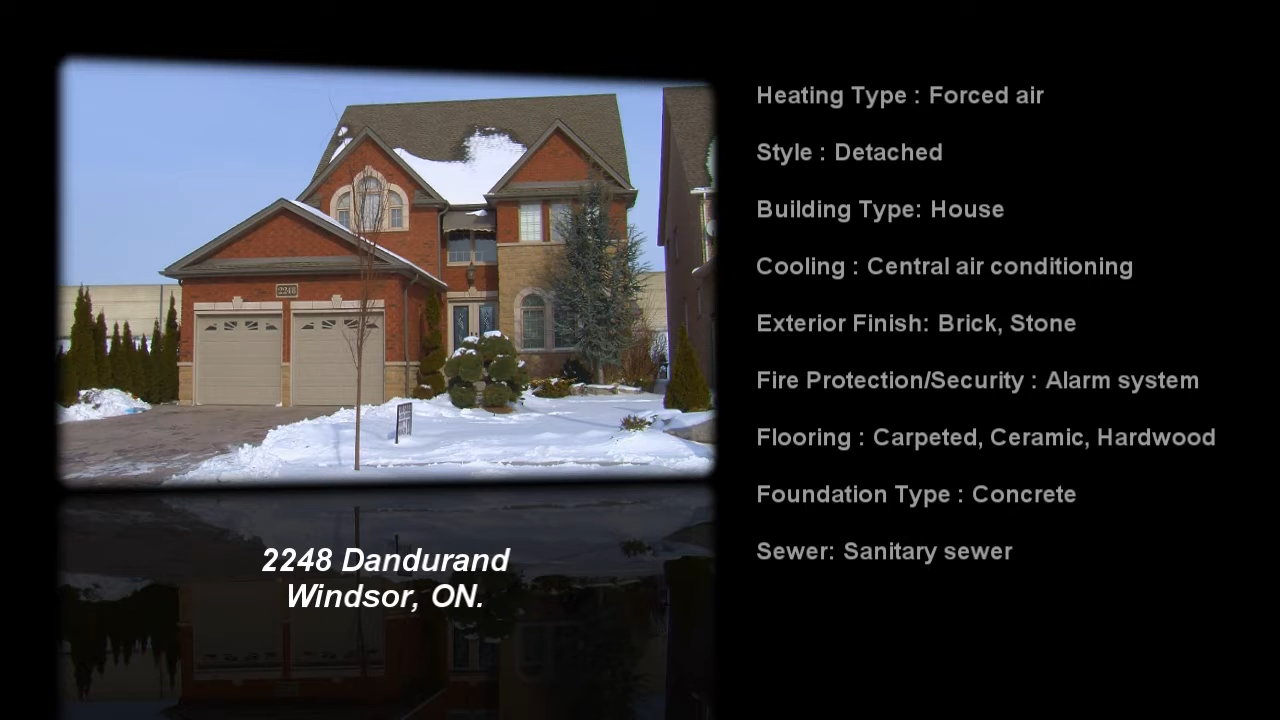 2248
2248 Dandurand
Windsor, ON.
Heating Type : Forced air
Style : Detached
Building Type: House
Cooling : Central air conditioning
Exterior Finish: Brick, Stone
Fire Protection/Security : Alarm system
Flooring : Carpeted, Ceramic, Hardwood
Foundation Type : Concrete
Sewer: Sanitary sewer